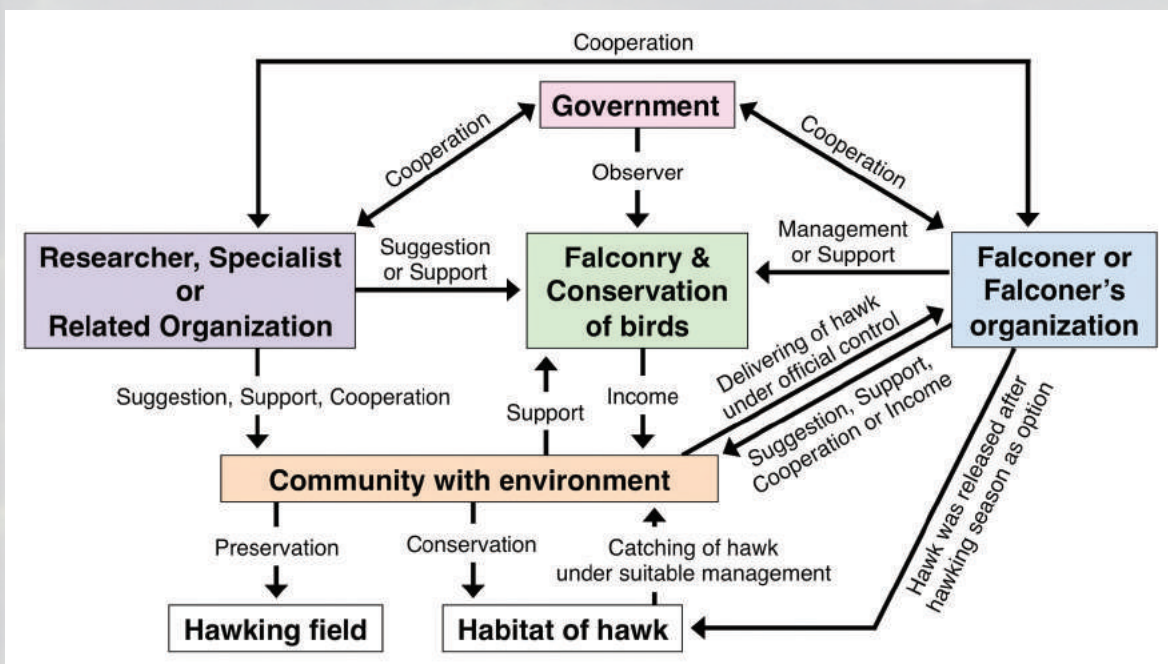 Cooperation
Government
Cooperation
Cooperation
Observer
Researcher, Specialist
or
Related Organization
Suggestion
or Support
Falconry &
Conservation
of birds
Management
or Support
Falconer or
Falconer's
organization
Suggestion, Support, Cooperation
Support
Income
Delivering of hawk
under official control
Suggestion, Support,
Cooperation or Income
Hawk was released after
hawking season as option
Community with environment
Preservation
Conservation
Catching of hawk
under suitable management
Hawking field
Habitat of hawk